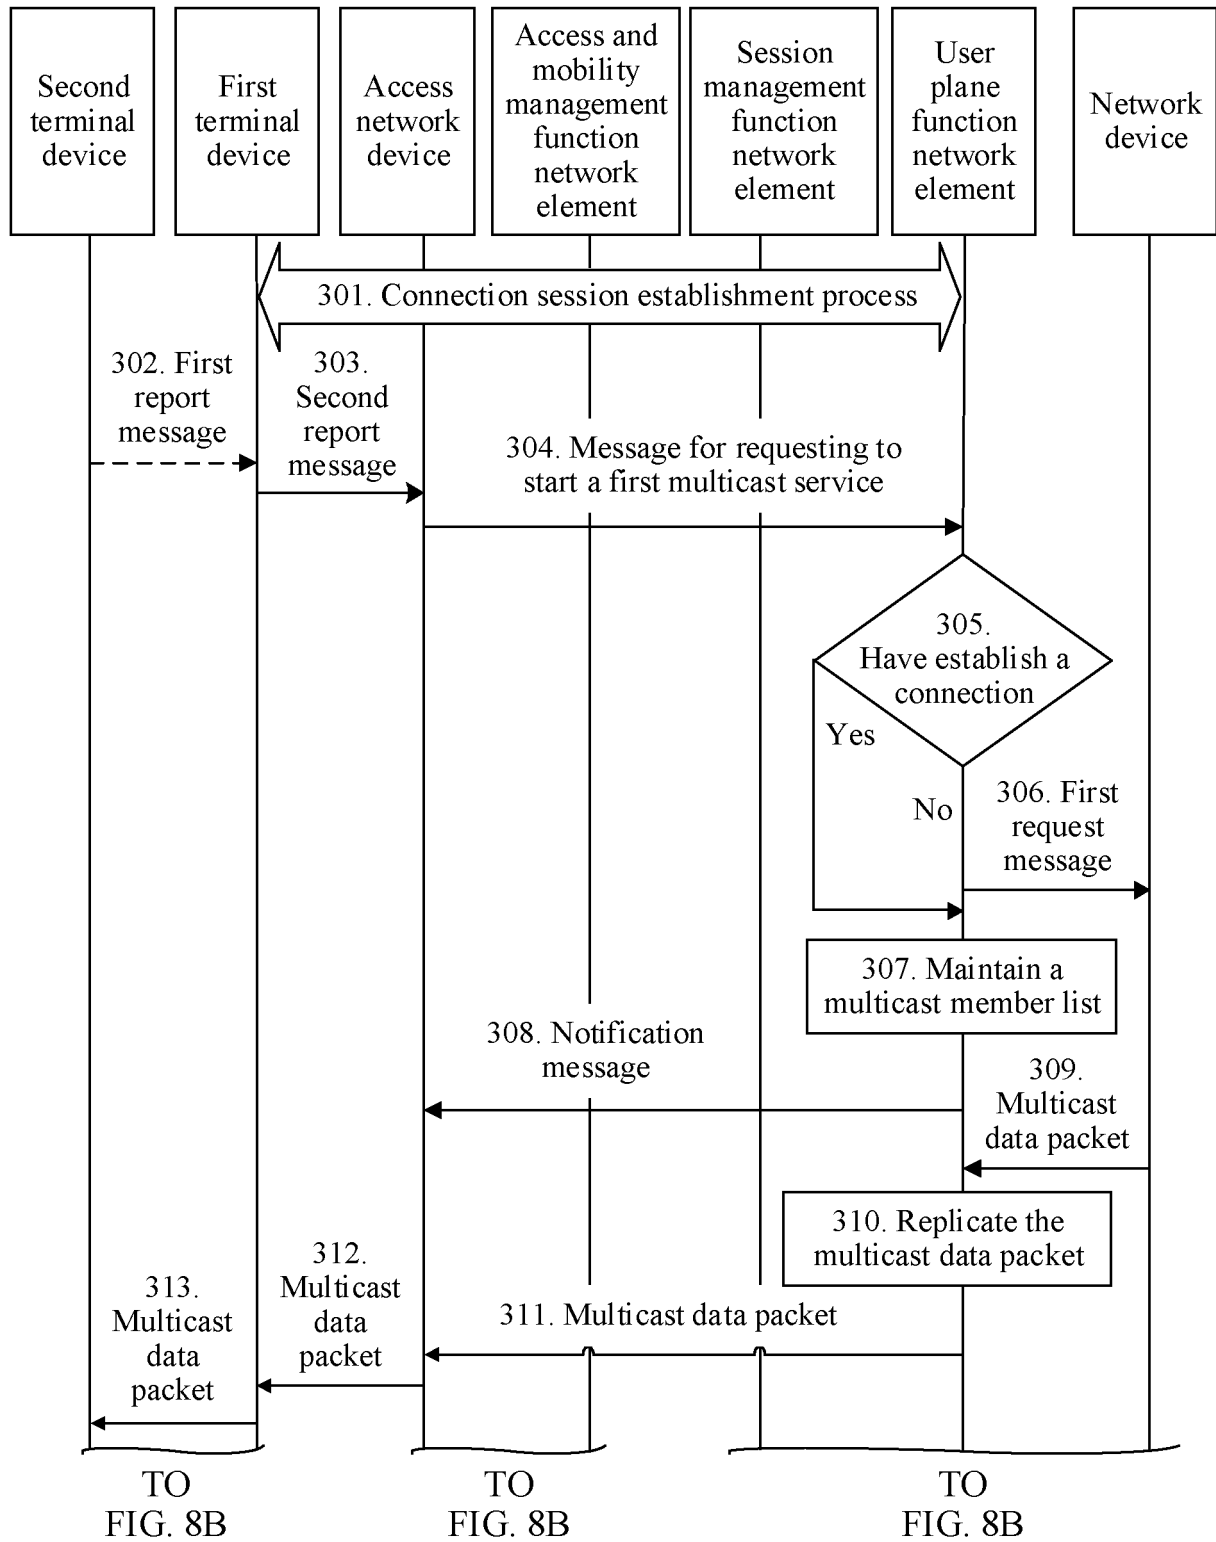 Second
terminal
device
First
terminal
device
Access
network
device
Access and
mobility
management
function
network
element
Session
management
function
network
element
User
plane
function
network
element
Network
device
301. Connection session establishment process
302. First
report
message
303.
Second
report
message
304. Message for requesting to
start a first multicast service
305.
Have establish a
connection
Yes
No
306. First
request
message
307. Maintain a
multicast member list
308. Notification
message
309.
Multicast
data packet
310. Replicate the
multicast data packet
311. Multicast data packet
312.
Multicast
data
packet
313.
Multicast
data
packet
TO
FIG. 8B
TO
FIG. 8B
TO
FIG. 8B